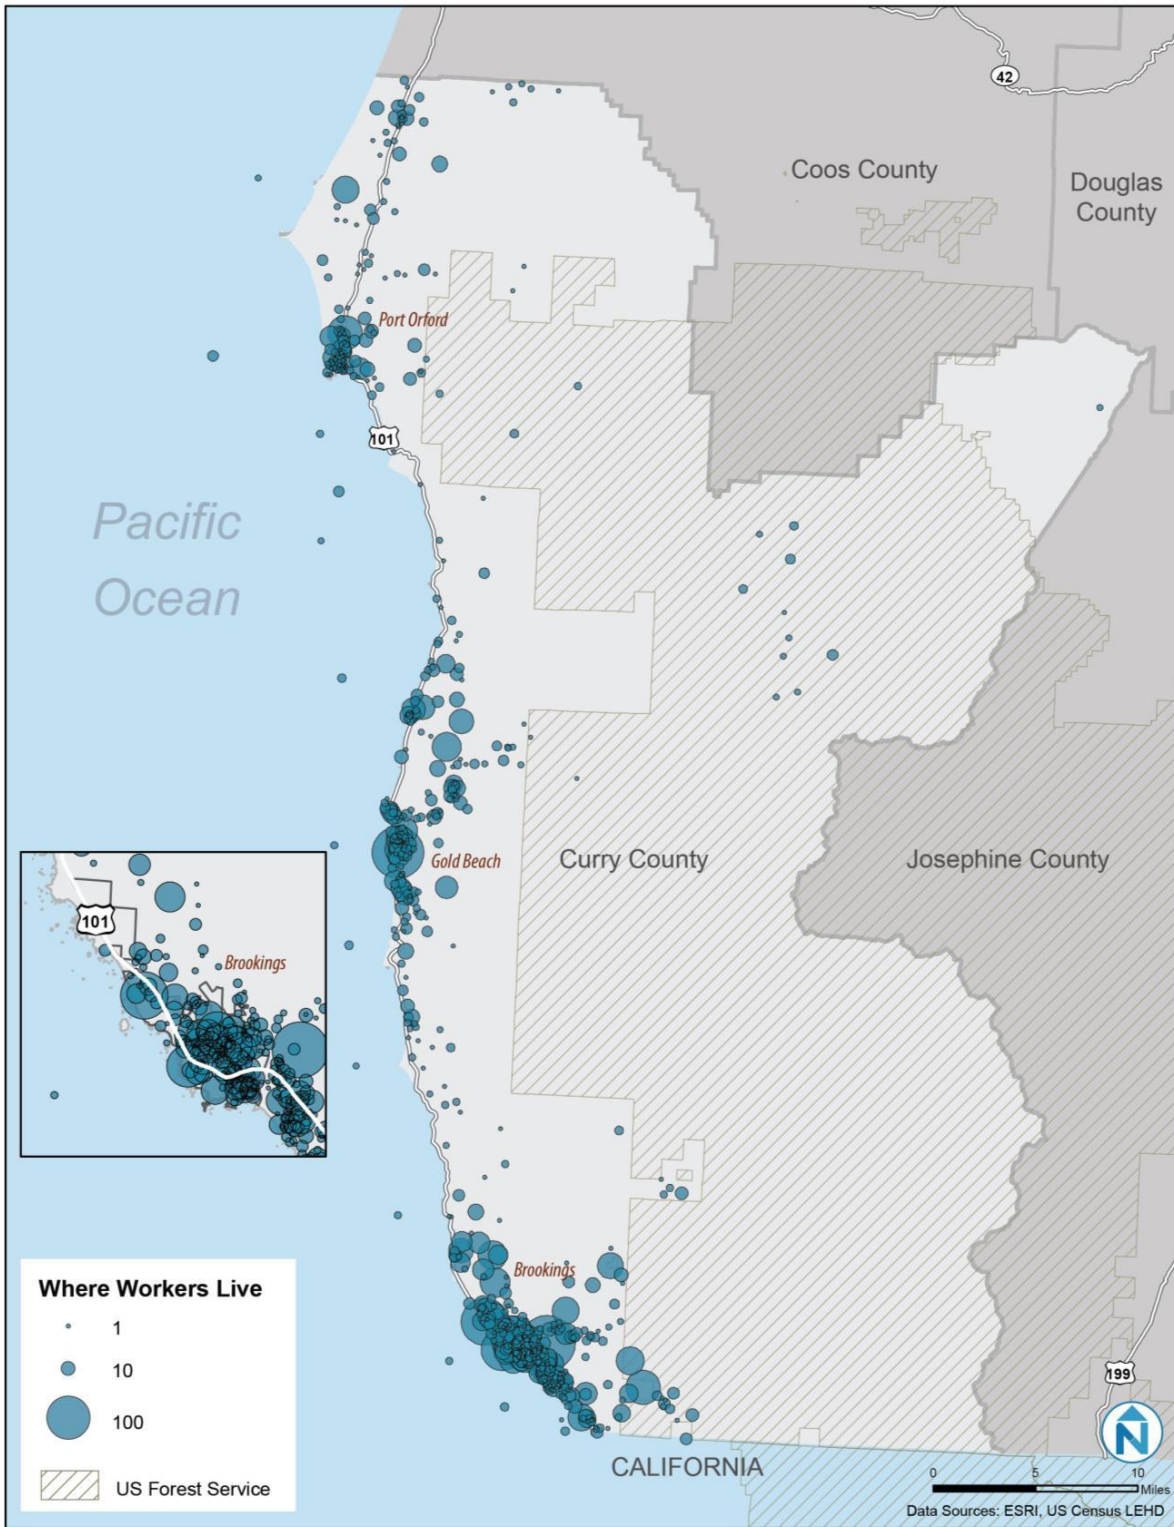 42
Coos County
Douglas
County
Port Orford
101
Pacific
Ocean
Gold Beach
Curry County
Josephine County
101
Brookings
Brookings
Where Workers Live
1
10
100
US Forest Service
199
N
CALIFORNIA
0 5 10
Miles
Data Sources: ESRI, US Census LEHD